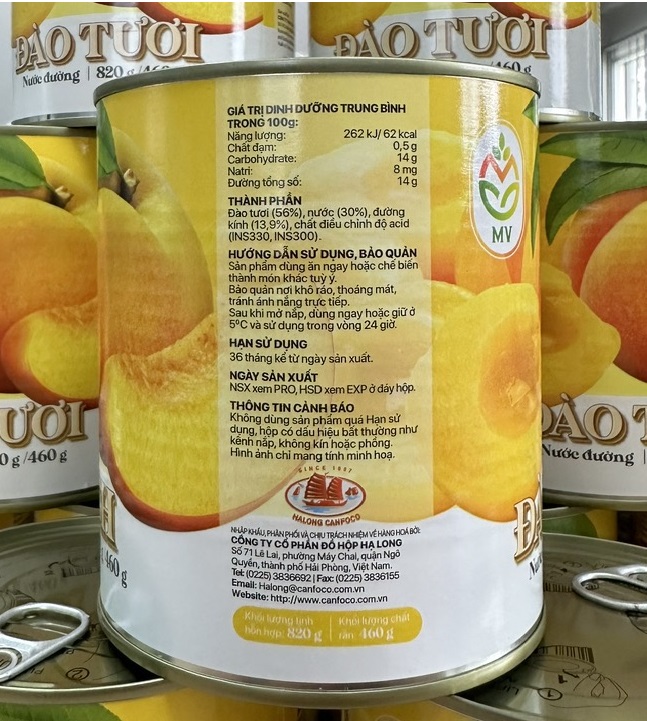 ĐÀO TƯƠI
Nước đường | 820 g /460 g
ĐÀO TƯƠI
/460 g
GIÁ TRỊ DINH DƯỠNG TRUNG BÌNH
TRONG 100g:
Năng lượng: 262 kJ/ 62 kcal
Chất đạm: 0,5 g
Carbohydrate: 14 g
Natri: 8 mg
Đường tổng số: 14 g
MV
THÀNH PHẦN
Đào tươi (56%), nước (30%), đường
kính (13,9%), chất điều chỉnh độ acid
(INS330, INS300).
HƯỚNG DẪN SỬ DỤNG, BẢO QUẢN
Sản phẩm dùng ăn ngay hoặc chế biến
thành món khác tuỳ ý.
Bảo quản nơi khô ráo, thoáng mát,
tránh ánh nắng trực tiếp.
Sau khi mở nắp, dùng ngay hoặc giữ ở
5°C và sử dụng trong vòng 24 giờ.
HẠN SỬ DỤNG
36 tháng kể từ ngày sản xuất.
NGÀY SẢN XUẤT
NSX xem PRO, HSD xem EXP ở đáy hộp.
THÔNG TIN CẢNH BÁO
Không dùng sản phẩm quá Hạn sử
dụng, hộp có dấu hiệu bất thường như
kênh nắp, không kín hoặc phồng.
Hình ảnh chỉ mang tính minh hoạ.
SINCE 1957
HALONG CANFOCO
NHẬP KHẨU, PHÂN PHỐI VÀ CHỊU TRÁCH NHIỆM VỀ HÀNG HOÁ BỞI:
CÔNG TY CỔ PHẦN ĐỒ HỘP HẠ LONG
Số 71 Lê Lai, phường Máy Chai, quận Ngô
Quyền, thành phố Hải Phòng, Việt Nam.
Tel: (0225) 3836692 | Fax: (0225) 3836155
Email: Halong@canfoco.com.vn
Website: http://www.canfoco.com.vn
Khối lượng tịnh
hỗn hợp: 820 g
Khối lượng chất
rắn: 460 g
ƯƠI
0 g /460 g
460 g
ĐÀO T
Nước đường |